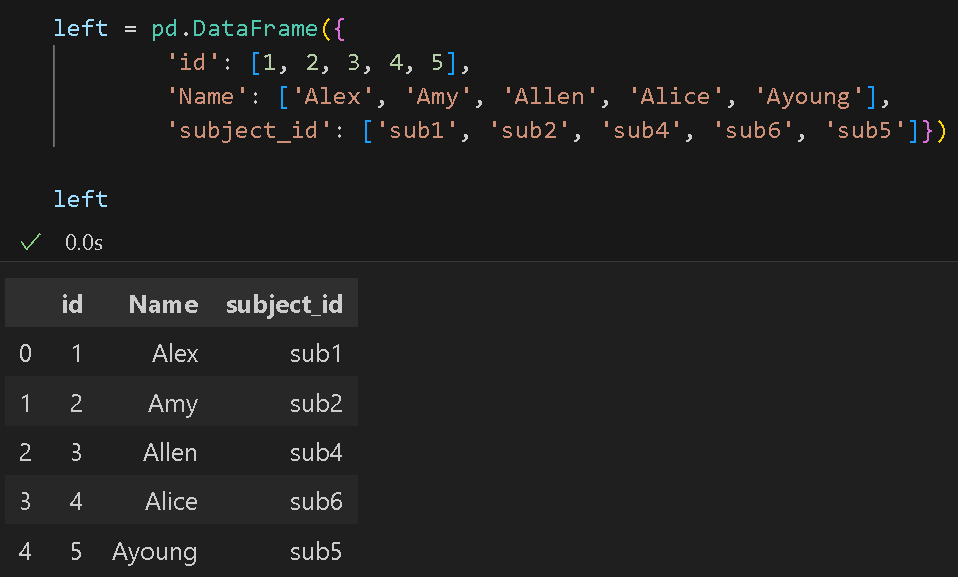 left = pd.DataFrame({
'id': [1, 2, 3, 4, 5],
'Name': ['Alex', 'Amy', 'Allen', 'Alice', 'Ayoung'],
'subject_id': ['sub1', 'sub2', 'sub4', 'sub6', 'sub5']})
left
✓ 0.0s
id Name subject_id
0 1 Alex sub1
1 2 Amy sub2
2 3 Allen sub4
3 4 Alice sub6
4 5 Ayoung sub5